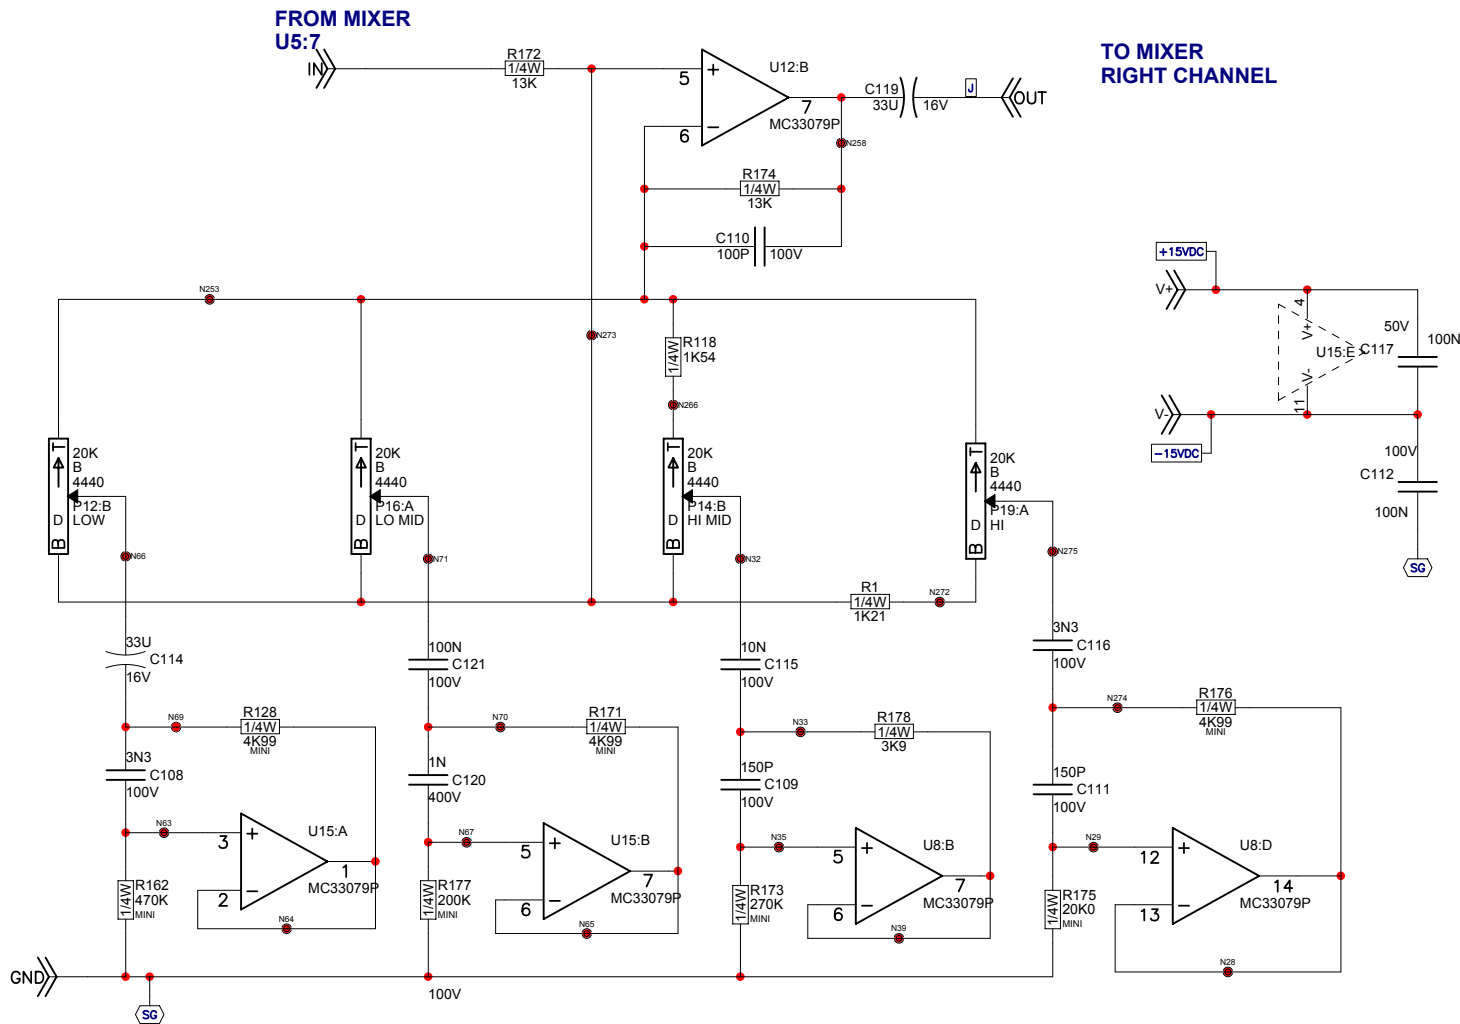 FROM MIXER
U5:7
IN
R172
1/4W
13K
5
+
6
−
U12:B
7
MC33079P
C119
33U
16V
J
OUT
TO MIXER
RIGHT CHANNEL
N258
R174
1/4W
13K
C110
100P
100V
N253
N273
R118
1/4W
1K54
N266
+15VDC
V+
4
V+
U15:E
V-
11
50V
100N
C117
V-
-15VDC
100V
C112
100N
SG
T
20K
B
4440
P12:B
LOW
D
B
N66
T
20K
B
4440
P16:A
LO MID
D
B
N71
T
20K
B
4440
P14:B
HI MID
D
B
N32
T
20K
B
4440
P19:A
HI
D
B
N275
R1
1/4W
1K21
N272
33U
C114
16V
100N
C121
100V
10N
C115
100V
3N3
C116
100V
N69
R128
1/4W
4K99
MINI
N70
R171
1/4W
4K99
MINI
N33
R178
1/4W
3K9
N274
R176
1/4W
4K99
MINI
3N3
C108
100V
1N
C120
400V
150P
C109
100V
150P
C111
100V
N63
3
+
2
−
U15:A
1
MC33079P
N64
R162
1/4W
470K
MINI
N67
5
+
6
−
U15:B
7
MC33079P
N65
R177
1/4W
200K
MINI
N35
5
+
6
−
U8:B
7
MC33079P
N39
R173
1/4W
270K
MINI
N29
12
+
13
−
U8:D
14
MC33079P
N28
R175
1/4W
20K0
MINI
GND
SG
100V